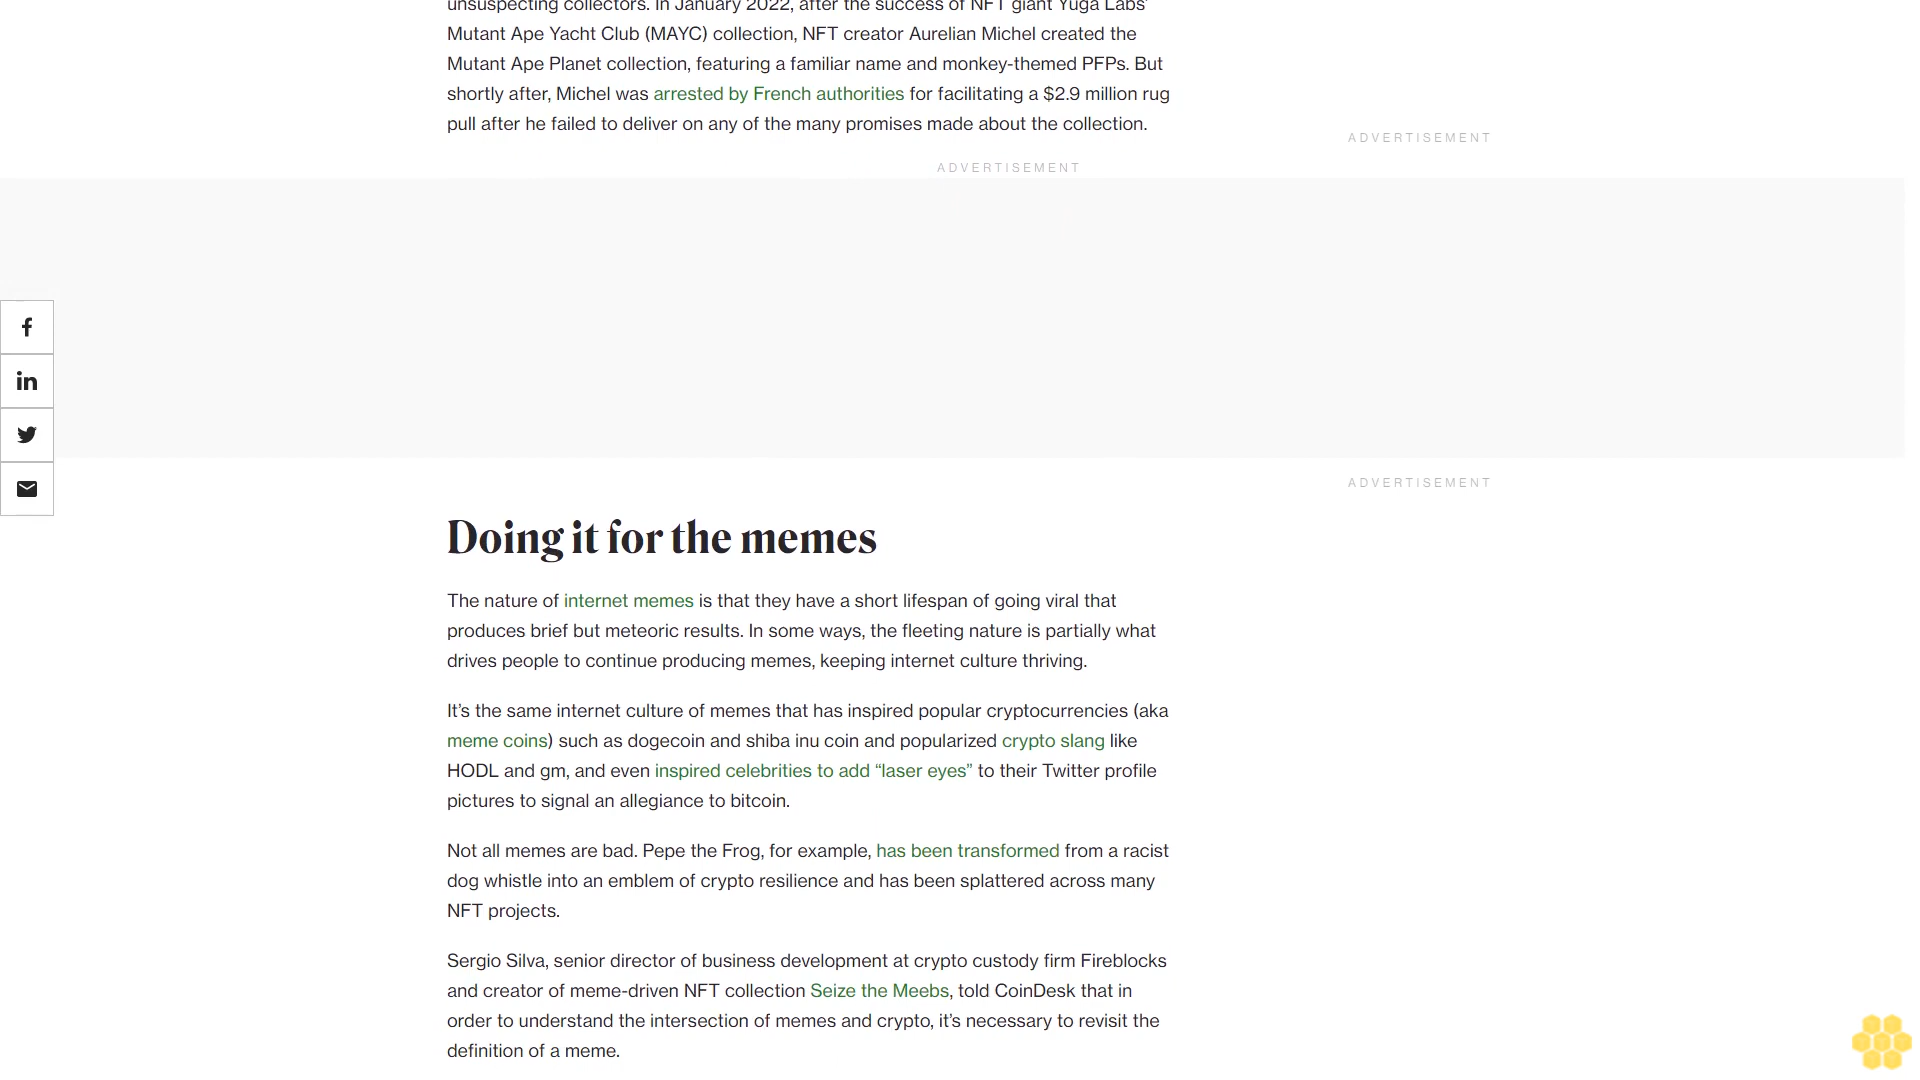 unsuspecting collectors. In January 2022, after the success of NFT giant Yuga Labs’
Mutant Ape Yacht Club (MAYC) collection, NFT creator Aurelian Michel created the
Mutant Ape Planet collection, featuring a familiar name and monkey-themed PFPs. But
shortly after, Michel was arrested by French authorities for facilitating a $2.9 million rug
pull after he failed to deliver on any of the many promises made about the collection.
ADVERTISEMENT
ADVERTISEMENT
ADVERTISEMENT
Doing it for the memes
The nature of internet memes is that they have a short lifespan of going viral that
produces brief but meteoric results. In some ways, the fleeting nature is partially what
drives people to continue producing memes, keeping internet culture thriving.
It’s the same internet culture of memes that has inspired popular cryptocurrencies (aka
meme coins) such as dogecoin and shiba inu coin and popularized crypto slang like
HODL and gm, and even inspired celebrities to add “laser eyes” to their Twitter profile
pictures to signal an allegiance to bitcoin.
Not all memes are bad. Pepe the Frog, for example, has been transformed from a racist
dog whistle into an emblem of crypto resilience and has been splattered across many
NFT projects.
Sergio Silva, senior director of business development at crypto custody firm Fireblocks
and creator of meme-driven NFT collection Seize the Meebs, told CoinDesk that in
order to understand the intersection of memes and crypto, it’s necessary to revisit the
definition of a meme.